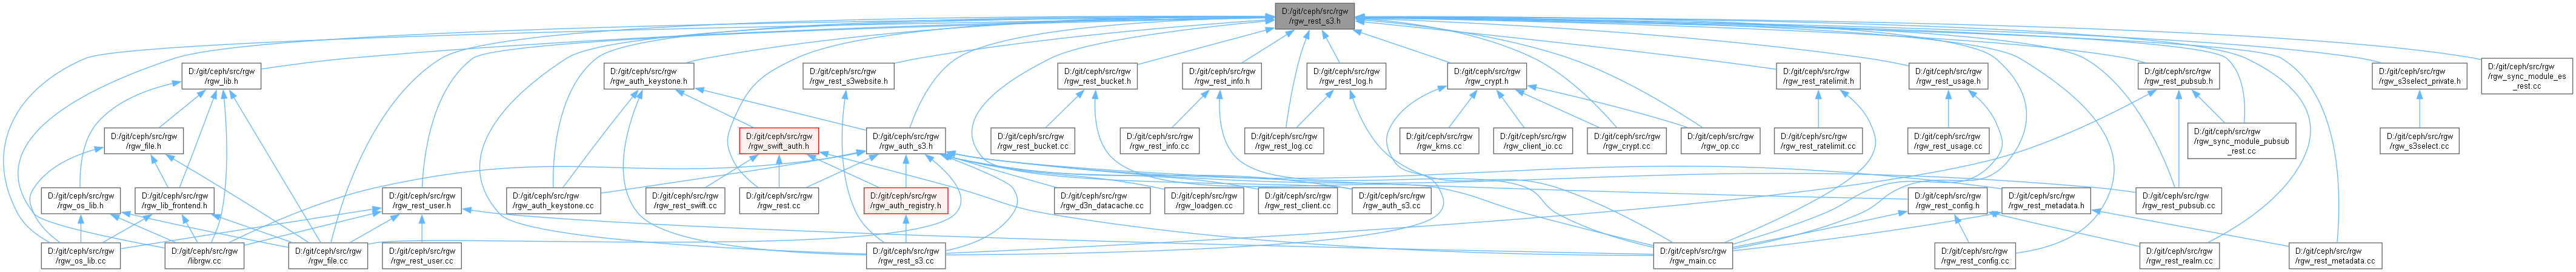 D:/git/ceph/src/rgw
/rgw_rest_s3.h
D:/git/ceph/src/rgw
/rgw_lib.h
D:/git/ceph/src/rgw
/rgw_auth_keystone.h
D:/git/ceph/src/rgw
/rgw_rest_s3website.h
D:/git/ceph/src/rgw
/rgw_rest_bucket.h
D:/git/ceph/src/rgw
/rgw_rest_info.h
D:/git/ceph/src/rgw
/rgw_rest_log.h
D:/git/ceph/src/rgw
/rgw_crypt.h
D:/git/ceph/src/rgw
/rgw_rest_ratelimit.h
D:/git/ceph/src/rgw
/rgw_rest_usage.h
D:/git/ceph/src/rgw
/rgw_rest_pubsub.h
D:/git/ceph/src/rgw
/rgw_s3select_private.h
D:/git/ceph/src/rgw
/rgw_sync_module_es
_rest.cc
D:/git/ceph/src/rgw
/rgw_file.h
D:/git/ceph/src/rgw
/rgw_swift_auth.h
D:/git/ceph/src/rgw
/rgw_auth_s3.h
D:/git/ceph/src/rgw
/rgw_rest_bucket.cc
D:/git/ceph/src/rgw
/rgw_rest_info.cc
D:/git/ceph/src/rgw
/rgw_rest_log.cc
D:/git/ceph/src/rgw
/rgw_kms.cc
D:/git/ceph/src/rgw
/rgw_client_io.cc
D:/git/ceph/src/rgw
/rgw_crypt.cc
D:/git/ceph/src/rgw
/rgw_op.cc
D:/git/ceph/src/rgw
/rgw_rest_ratelimit.cc
D:/git/ceph/src/rgw
/rgw_rest_usage.cc
D:/git/ceph/src/rgw
/rgw_sync_module_pubsub
_rest.cc
D:/git/ceph/src/rgw
/rgw_s3select.cc
D:/git/ceph/src/rgw
/rgw_os_lib.h
D:/git/ceph/src/rgw
/rgw_lib_frontend.h
D:/git/ceph/src/rgw
/rgw_rest_user.h
D:/git/ceph/src/rgw
/rgw_auth_keystone.cc
D:/git/ceph/src/rgw
/rgw_rest_swift.cc
D:/git/ceph/src/rgw
/rgw_rest.cc
D:/git/ceph/src/rgw
/rgw_auth_registry.h
D:/git/ceph/src/rgw
/rgw_d3n_datacache.cc
D:/git/ceph/src/rgw
/rgw_loadgen.cc
D:/git/ceph/src/rgw
/rgw_rest_client.cc
D:/git/ceph/src/rgw
/rgw_auth_s3.cc
D:/git/ceph/src/rgw
/rgw_rest_config.h
D:/git/ceph/src/rgw
/rgw_rest_metadata.h
D:/git/ceph/src/rgw
/rgw_rest_pubsub.cc
D:/git/ceph/src/rgw
/rgw_os_lib.cc
D:/git/ceph/src/rgw
/librgw.cc
D:/git/ceph/src/rgw
/rgw_file.cc
D:/git/ceph/src/rgw
/rgw_rest_user.cc
D:/git/ceph/src/rgw
/rgw_rest_s3.cc
D:/git/ceph/src/rgw
/rgw_main.cc
D:/git/ceph/src/rgw
/rgw_rest_config.cc
D:/git/ceph/src/rgw
/rgw_rest_realm.cc
D:/git/ceph/src/rgw
/rgw_rest_metadata.cc